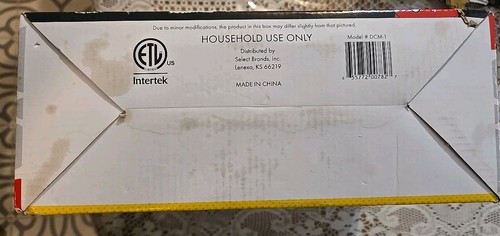 Due to minor modifications, the product in this box may differ slightly from that pictured.
HOUSEHOLD USE ONLY
Model # DCM-1
Distributed by
Select Brands, Inc.
Lenexa, KS 66219
ETL
US
Intertek
MADE IN CHINA